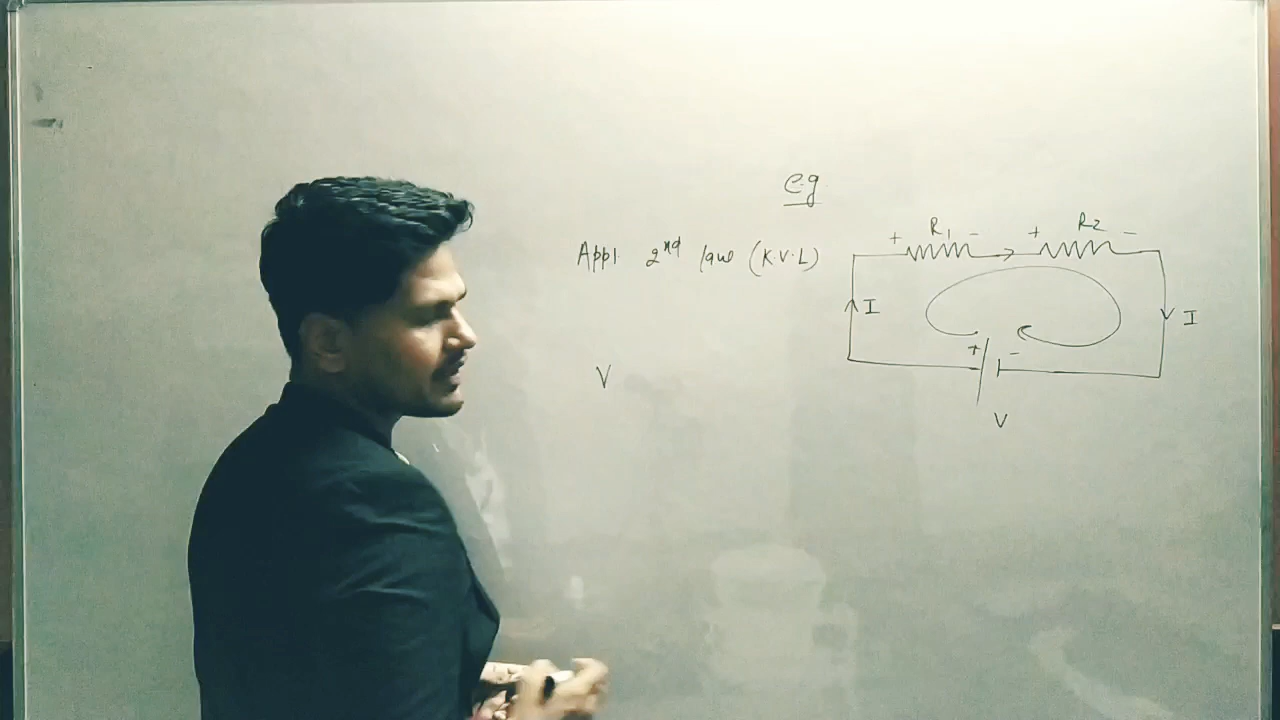 e.g
Appl 2nd law (K.V.L)
+ R1 - + R2 -
I
I
+ -
V
V